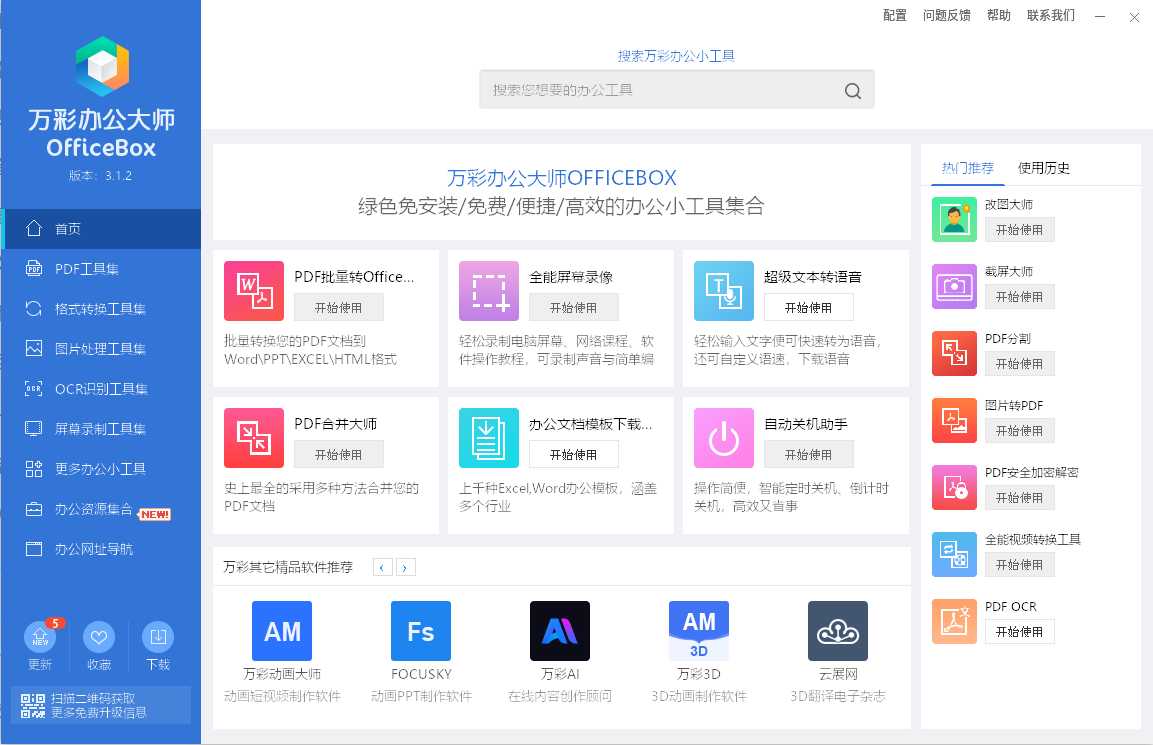 配置
问题反馈
帮助
联系我们
万彩办公大师
OfficeBox
版本：3.1.2
首页
PDF工具集
格式转换工具集
图片处理工具集
OCR识别工具集
屏幕录制工具集
更多办公小工具
办公资源集合
NEW!
办公网址导航
5
NEW
更新
收藏
下载
扫描二维码获取
更多免费升级信息
搜索万彩办公小工具
搜索您想要的办公工具
万彩办公大师OFFICEBOX
绿色免安装/免费/便捷/高效的办公小工具集合
PDF批量转Office...
开始使用
批量转换您的PDF文档到
Word\PPT\EXCEL\HTML格式
全能屏幕录像
开始使用
轻松录制电脑屏幕、网络课程、软
件操作教程，可录制声音与简单编
超级文本转语音
开始使用
轻松输入文字便可快速转为语音，
还可自定义语速，下载语音
PDF合并大师
开始使用
史上最全的采用多种方法合并您的
PDF文档
办公文档模板下载...
开始使用
上千种Excel,Word办公模板，涵盖
多个行业
自动关机助手
开始使用
操作简便，智能定时关机、倒计时
关机，高效又省事
万彩其它精品软件推荐
AM
万彩动画大师
动画短视频制作软件
Fs
FOCUSKY
动画PPT制作软件
万彩AI
在线内容创作顾问
AM
3D
万彩3D
3D动画制作软件
云展网
3D翻译电子杂志
热门推荐
使用历史
改图大师
开始使用
截屏大师
开始使用
PDF分割
开始使用
图片转PDF
开始使用
PDF安全加密解密
开始使用
全能视频转换工具
开始使用
PDF OCR
开始使用